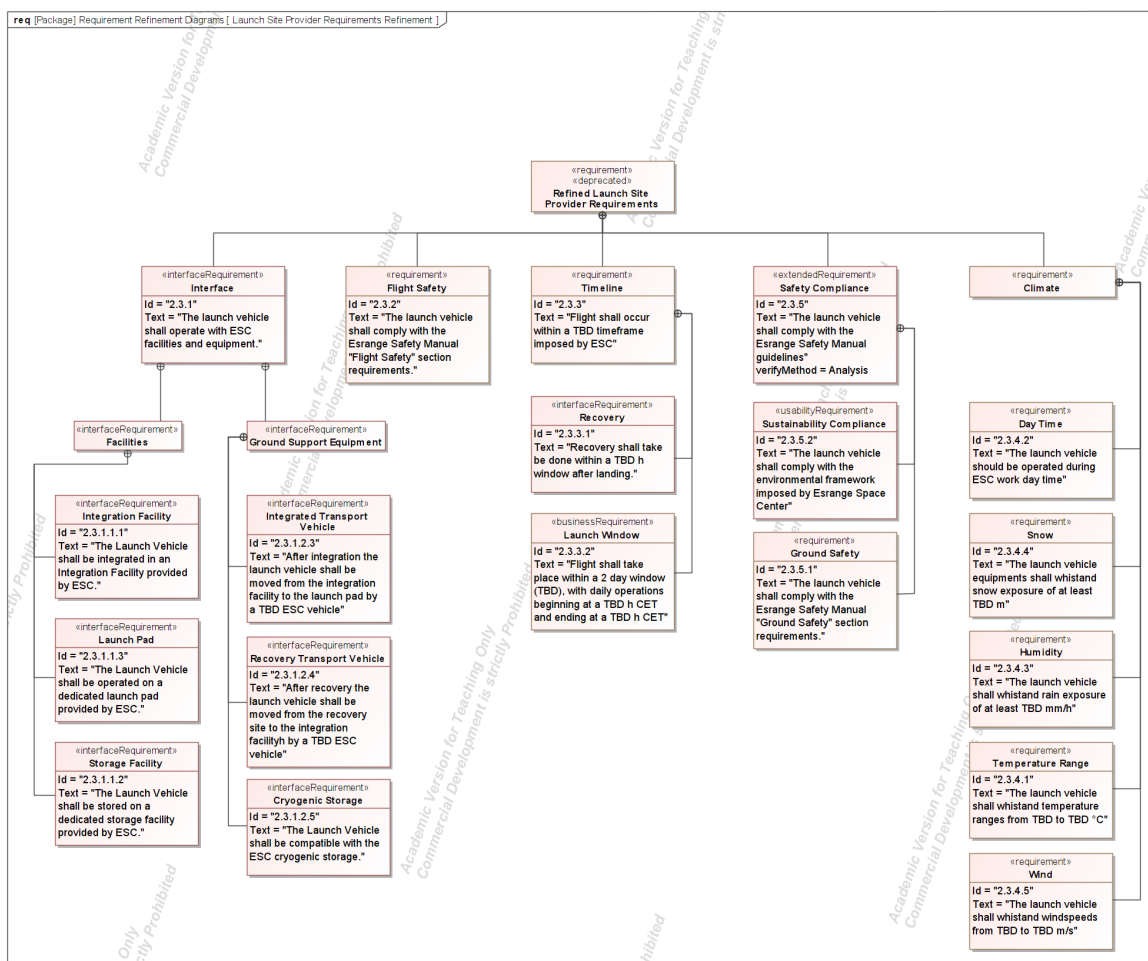 req [Package] Requirement Refinement Diagrams [ Launch Site Provider Requirements Refinement ]
«requirement»
«deprecated»
Refined Launch Site
Provider Requirements
«interfaceRequirement»
Interface
Id = "2.3.1"
Text = "The launch vehicle
shall operate with ESC
facilities and equipment."
«requirement»
Flight Safety
Id = "2.3.2"
Text = "The launch vehicle
shall comply with the
Esrange Safety Manual
"Flight Safety" section
requirements."
«requirement»
Timeline
Id = "2.3.3"
Text = "Flight shall occur
within a TBD timeframe
imposed by ESC"
«extendedRequirement»
Safety Compliance
Id = "2.3.5"
Text = "The launch vehicle
shall comply with the
Esrange Safety Manual
guidelines"
verifyMethod = Analysis
«requirement»
Climate
«interfaceRequirement»
Facilities
«interfaceRequirement»
Ground Support Equipment
«interfaceRequirement»
Integration Facility
Id = "2.3.1.1.1"
Text = "The Launch Vehicle
shall be integrated in an
Integration Facility provided
by ESC."
«interfaceRequirement»
Launch Pad
Id = "2.3.1.1.3"
Text = "The Launch Vehicle
shall be operated on a
dedicated launch pad
provided by ESC."
«interfaceRequirement»
Storage Facility
Id = "2.3.1.1.2"
Text = "The Launch Vehicle
shall be stored on a
dedicated storage facility
provided by ESC."
«interfaceRequirement»
Integrated Transport
Vehicle
Id = "2.3.1.2.3"
Text = "After integration the
launch vehicle shall be
moved from the integration
facility to the launch pad by
a TBD ESC vehicle"
«interfaceRequirement»
Recovery Transport Vehicle
Id = "2.3.1.2.4"
Text = "After recovery the
launch vehicle shall be
moved from the recovery
site to the integration
facilityh by a TBD ESC
vehicle"
«interfaceRequirement»
Cryogenic Storage
Id = "2.3.1.2.5"
Text = "The Launch Vehicle
shall be compatible with the
ESC cryogenic storage."
«interfaceRequirement»
Recovery
Id = "2.3.3.1"
Text = "Recovery shall take
be done within a TBD h
window after landing."
«businessRequirement»
Launch Window
Id = "2.3.3.2"
Text = "Flight shall take
place within a 2 day window
(TBD), with daily operations
beginning at a TBD h CET
and ending at a TBD h CET"
«usabilityRequirement»
Sustainability Compliance
Id = "2.3.5.2"
Text = "The launch vehicle
shall comply with the
environmental framework
imposed by Esrange Space
Center"
«requirement»
Ground Safety
Id = "2.3.5.1"
Text = "The launch vehicle
shall comply with the
Esrange Safety Manual
"Ground Safety" section
requirements."
«requirement»
Day Time
Id = "2.3.4.2"
Text = "The launch vehicle
should be operated during
ESC work day time"
«requirement»
Snow
Id = "2.3.4.4"
Text = "The launch vehicle
equipments shall whistand
snow exposure of at least
TBD m"
«requirement»
Humidity
Id = "2.3.4.3"
Text = "The launch vehicle
shall whistand rain exposure
of at least TBD mm/h"
«requirement»
Temperature Range
Id = "2.3.4.1"
Text = "The launch vehicle
shall whistand temperature
ranges from TBD to TBD °C"
«requirement»
Wind
Id = "2.3.4.5"
Text = "The launch vehicle
shall whistand windspeeds
from TBD to TBD m/s"
Academic Version for Teaching Only
Commercial Development is strictly Prohibited